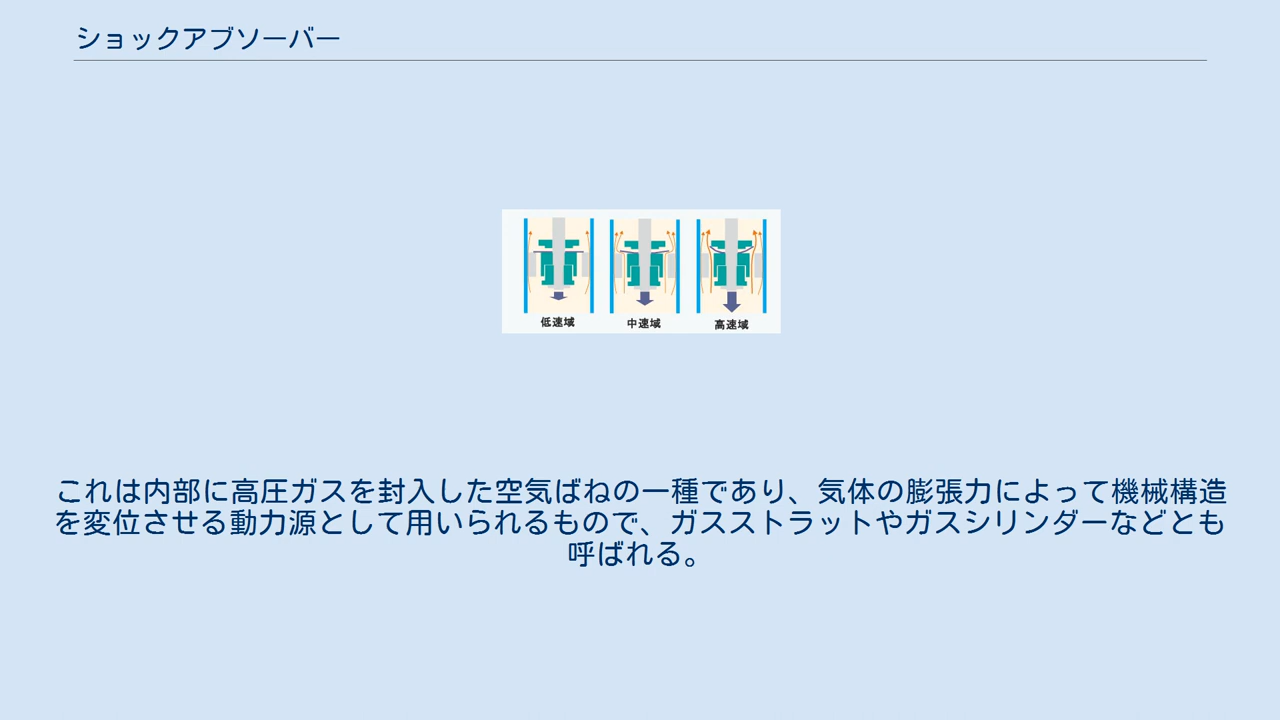 ショックアブソーバー
低速域
中速域
高速域
これは内部に高圧ガスを封入した空気ばねの一種であり、気体の膨張力によって機械構造
を変位させる動力源として用いられるもので、ガスストラットやガスシリンダーなどとも
呼ばれる。